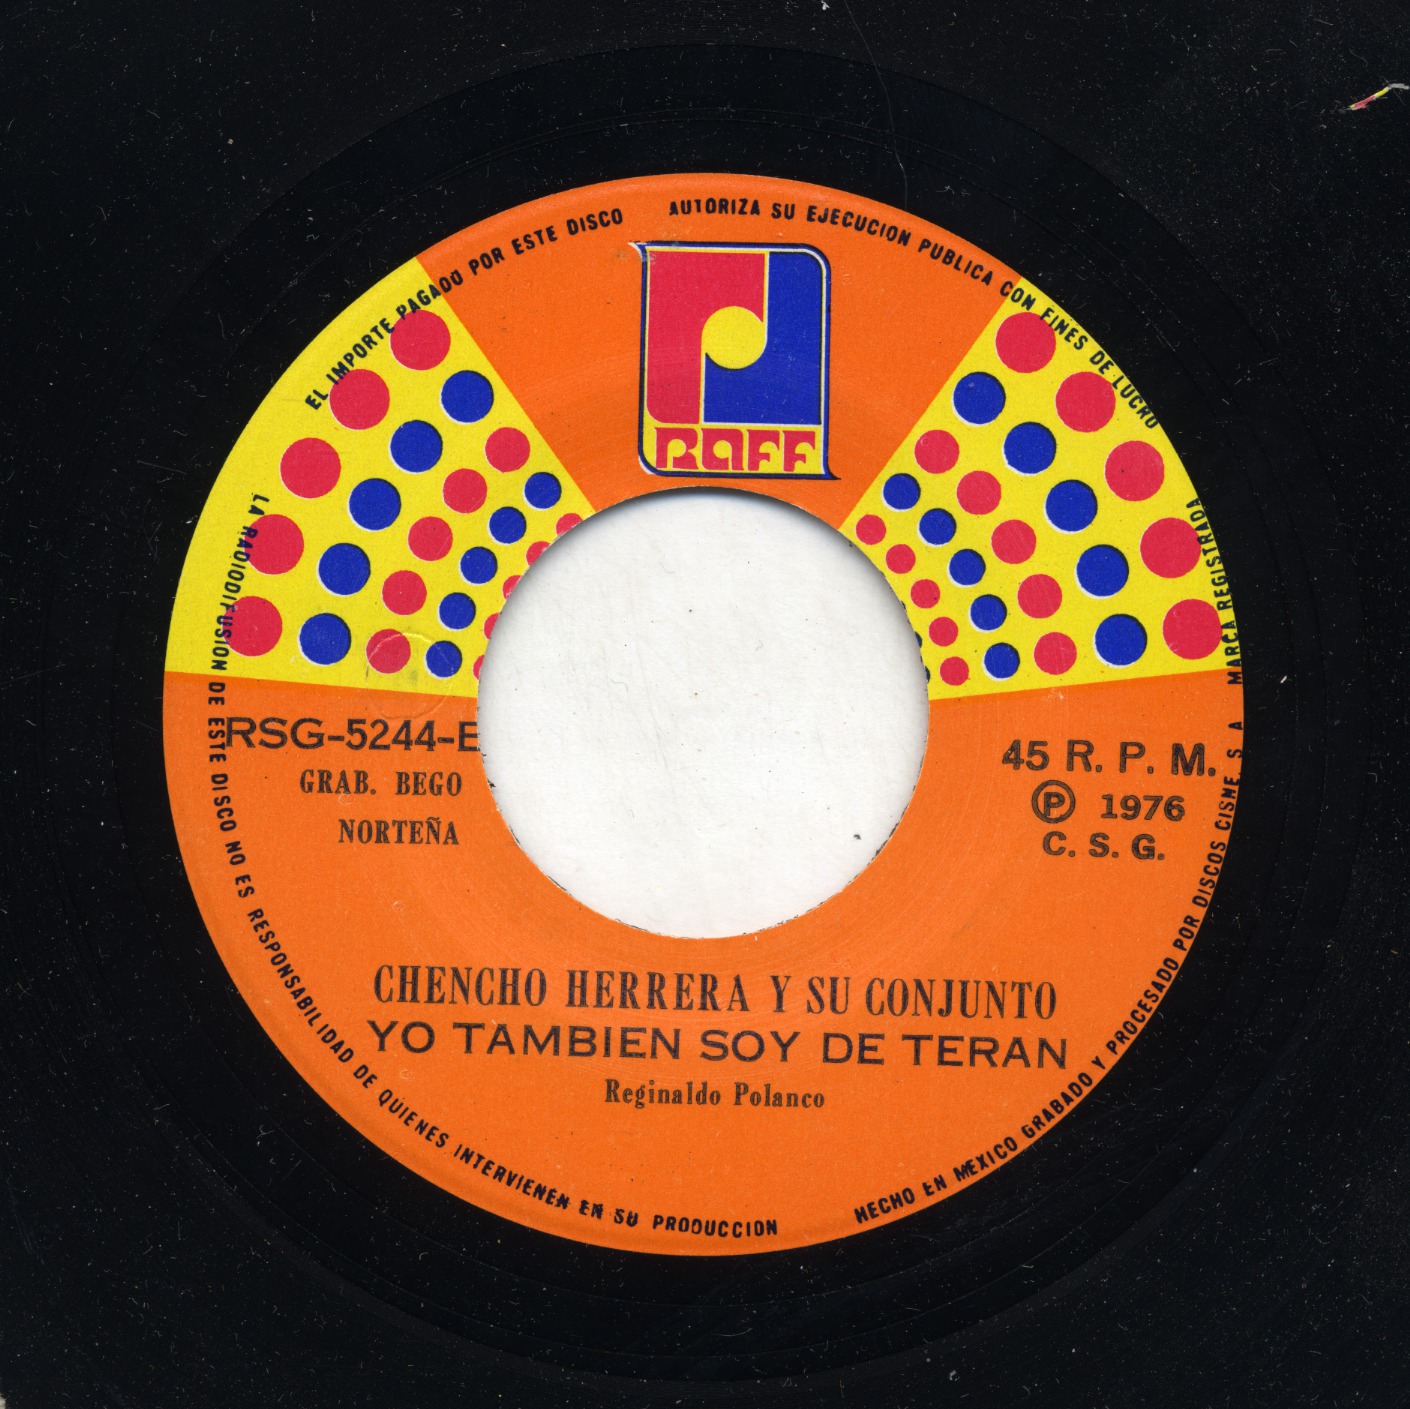 EL IMPORTE PAGADO POR ESTE DISCO AUTORIZA SU EJECUCION PUBLICA CON FINES DE LUCRO
RAFF
LA RADIODIFUSION DE ESTE DISCO NO ES RESPONSABILIDAD DE QUIENES INTERVIENEN EN SU PRODUCCION
HECHO EN MEXICO GRABADO Y PROCESADO POR DISCOS CISNE, S A MARCA REGISTRADA
RSG-5244-E
GRAB. BEGO
NORTEÑA
45 R. P. M.
Ⓟ 1976
C. S. G.
CHENCHO HERRERA Y SU CONJUNTO
YO TAMBIEN SOY DE TERAN
Reginaldo Polanco